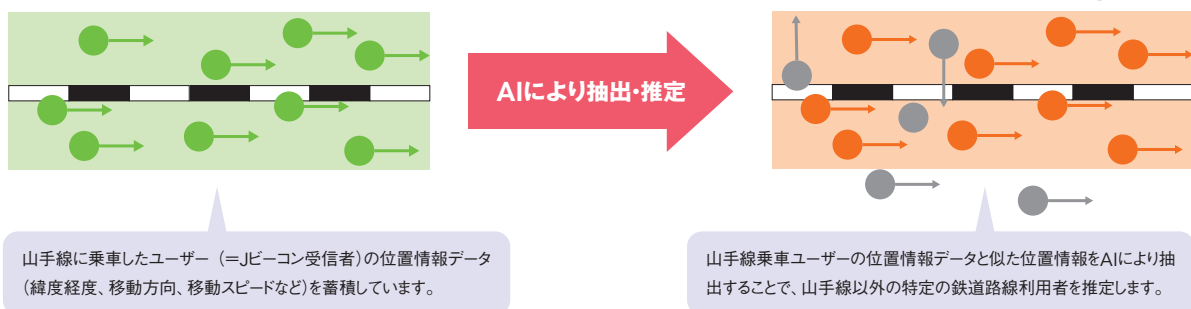 AIにより抽出・推定
山手線に乗車したユーザー（＝Jビーコン受信者）の位置情報データ
（緯度経度、移動方向、移動スピードなど）を蓄積しています。
山手線乗車ユーザーの位置情報データと似た位置情報をAIにより抽
出することで、山手線以外の特定の鉄道路線利用者を推定します。